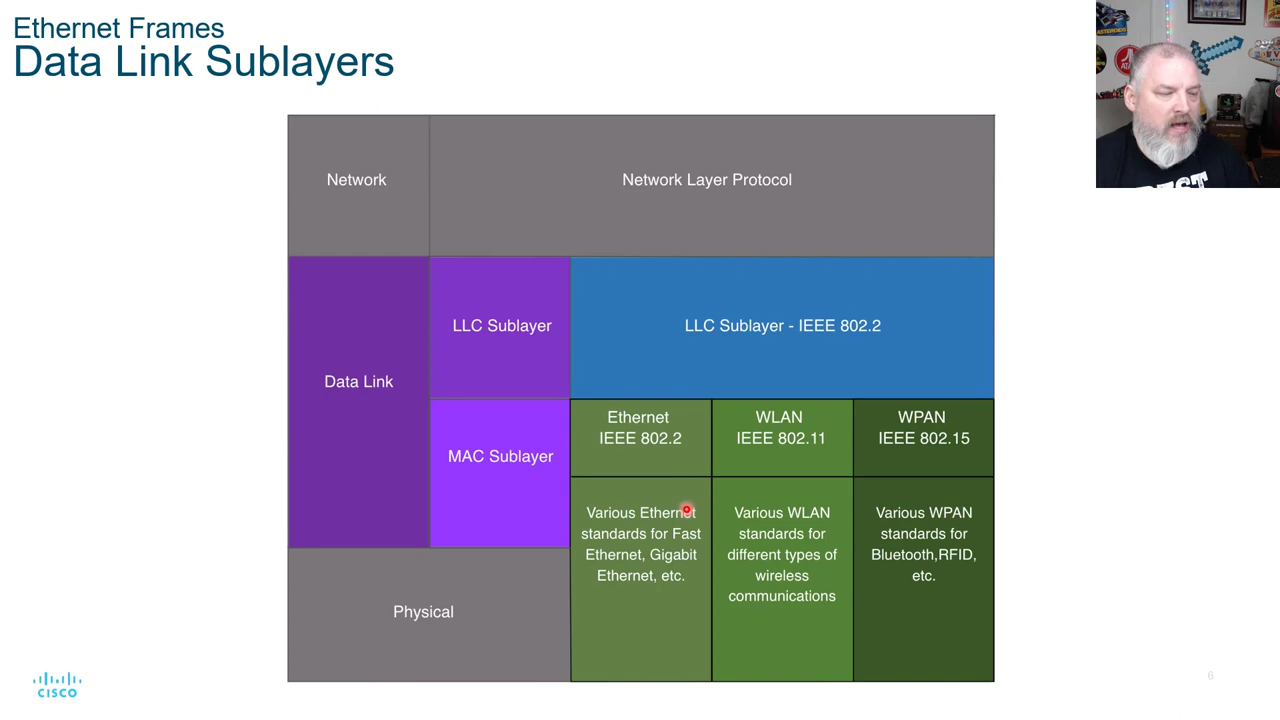 Ethernet Frames
Data Link Sublayers
Network
Network Layer Protocol
Data Link
LLC Sublayer
LLC Sublayer - IEEE 802.2
MAC Sublayer
Ethernet
IEEE 802.2
WLAN
IEEE 802.11
WPAN
IEEE 802.15
Various Ethernet
standards for Fast
Ethernet, Gigabit
Ethernet, etc.
Various WLAN
standards for
different types of
wireless
communications
Various WPAN
standards for
Bluetooth,RFID,
etc.
Physical
CISCO
6
ASTEROIDS